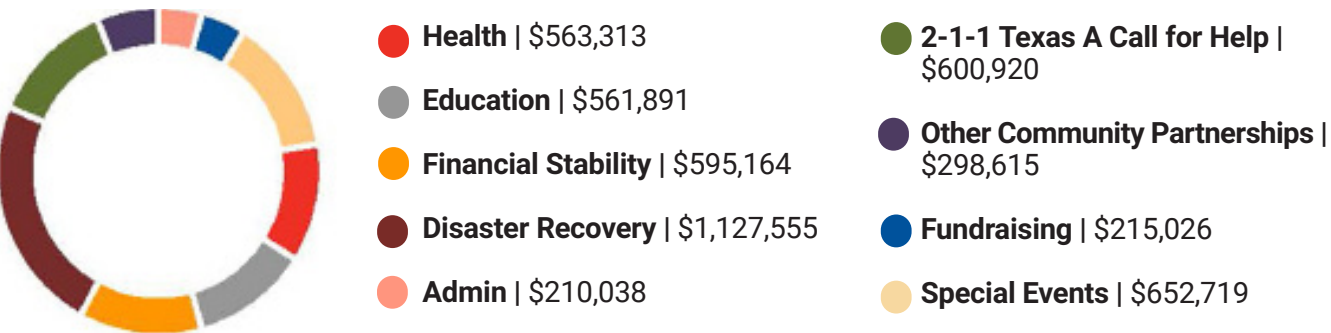 Health | $563,313
Education | $561,891
Financial Stability | $595,164
Disaster Recovery | $1,127,555
Admin | $210,038
2-1-1 Texas A Call for Help |
$600,920
Other Community Partnerships |
$298,615
Fundraising | $215,026
Special Events | $652,719